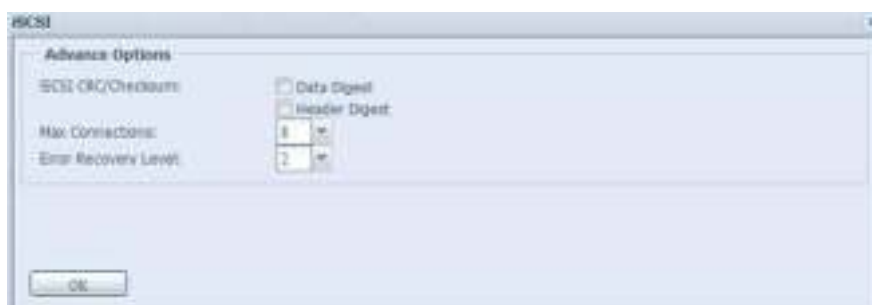 iSCSI
Advance Options
iSCSI CRC/Checksum: Data Digest
Header Digest
Max Connections: 8
Error Recovery Level: 2
OK